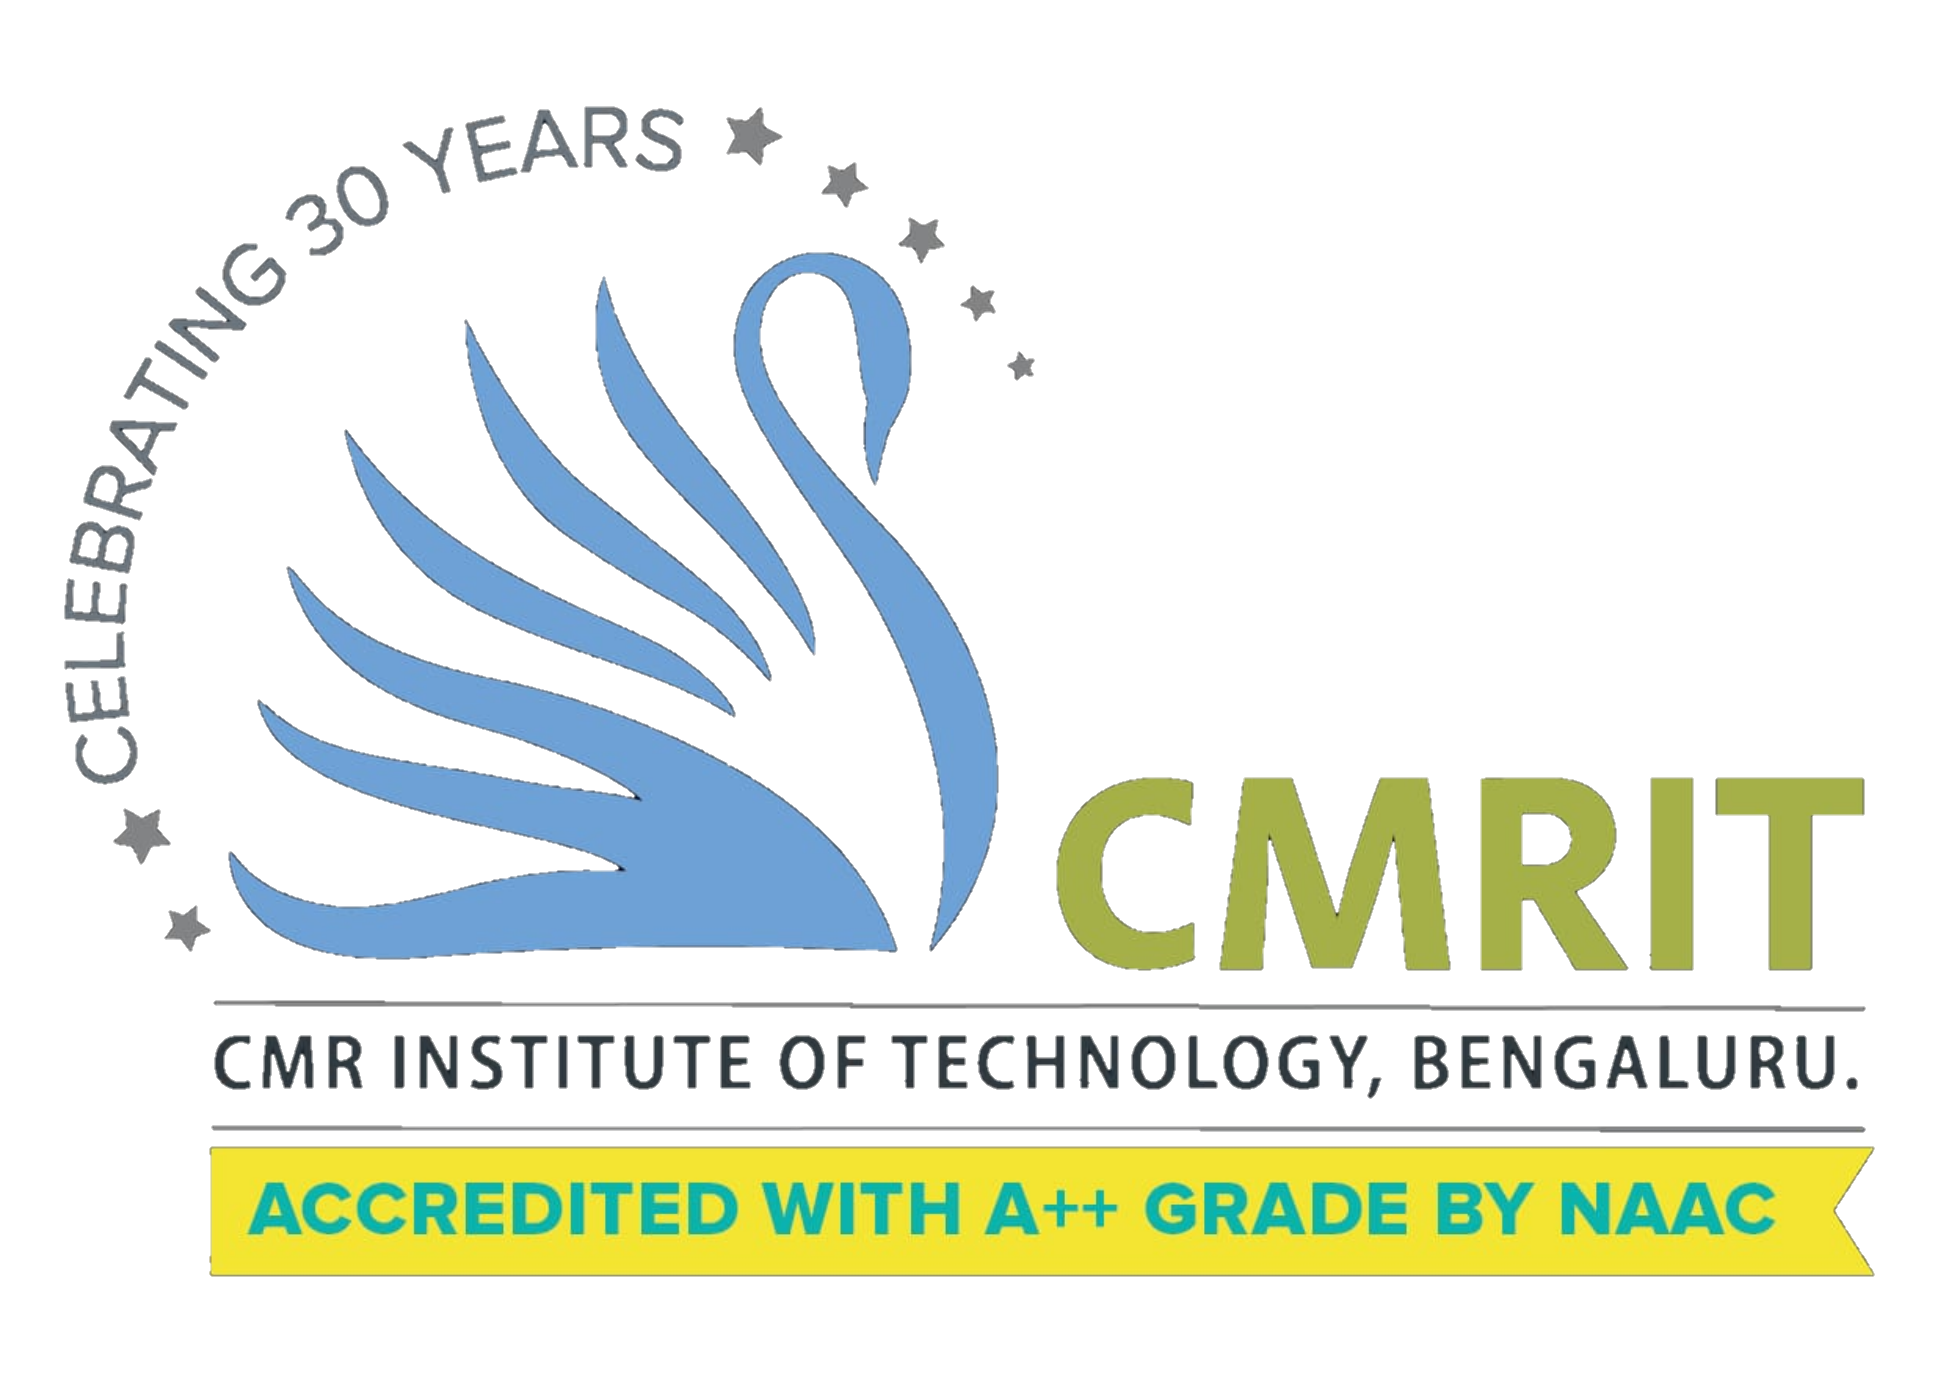 CELEBRATING 30 YEARS
CMRIT
CMR INSTITUTE OF TECHNOLOGY, BENGALURU.
ACCREDITED WITH A++ GRADE BY NAAC